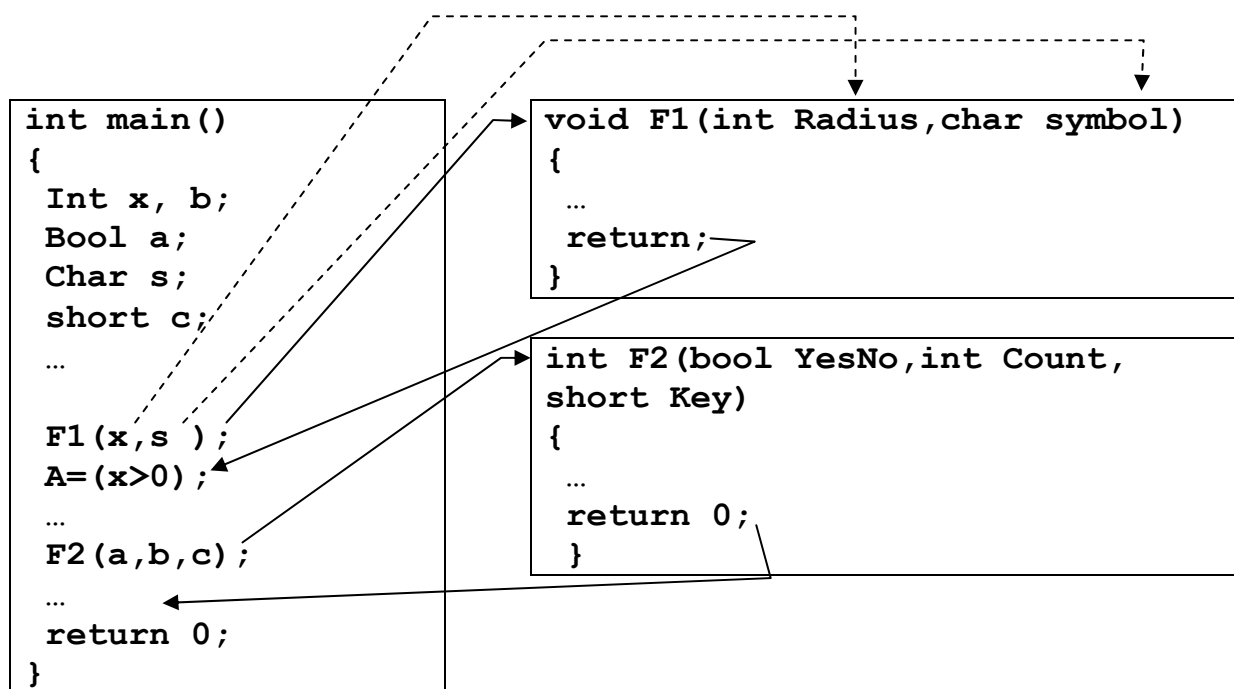 int main()
{
Int x, b;
Bool a;
Char s;
short c;
…
F1(x,s );
A=(x>0);
…
F2(a,b,c);
…
return 0;
}
void F1(int Radius,char symbol)
{
…
return;
}
int F2(bool YesNo,int Count,
short Key)
{
…
return 0;
}